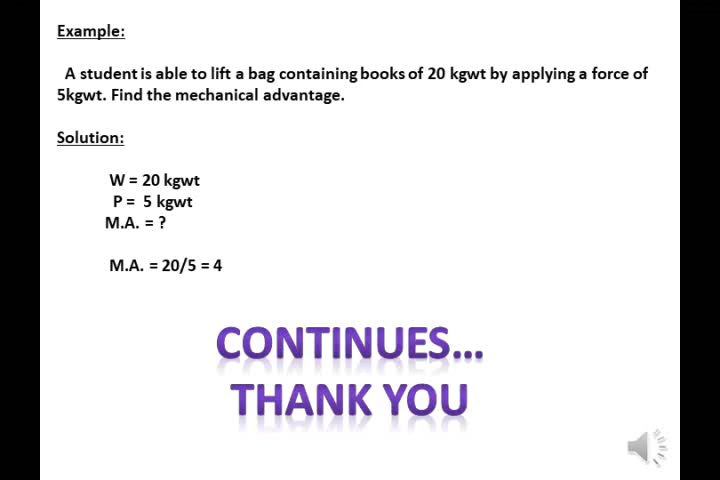 Example:
A student is able to lift a bag containing books of 20 kgwt by applying a force of
5kgwt. Find the mechanical advantage.
Solution:
W = 20 kgwt
P = 5 kgwt
M.A. = ?
M.A. = 20/5 = 4
CONTINUES...
THANK YOU